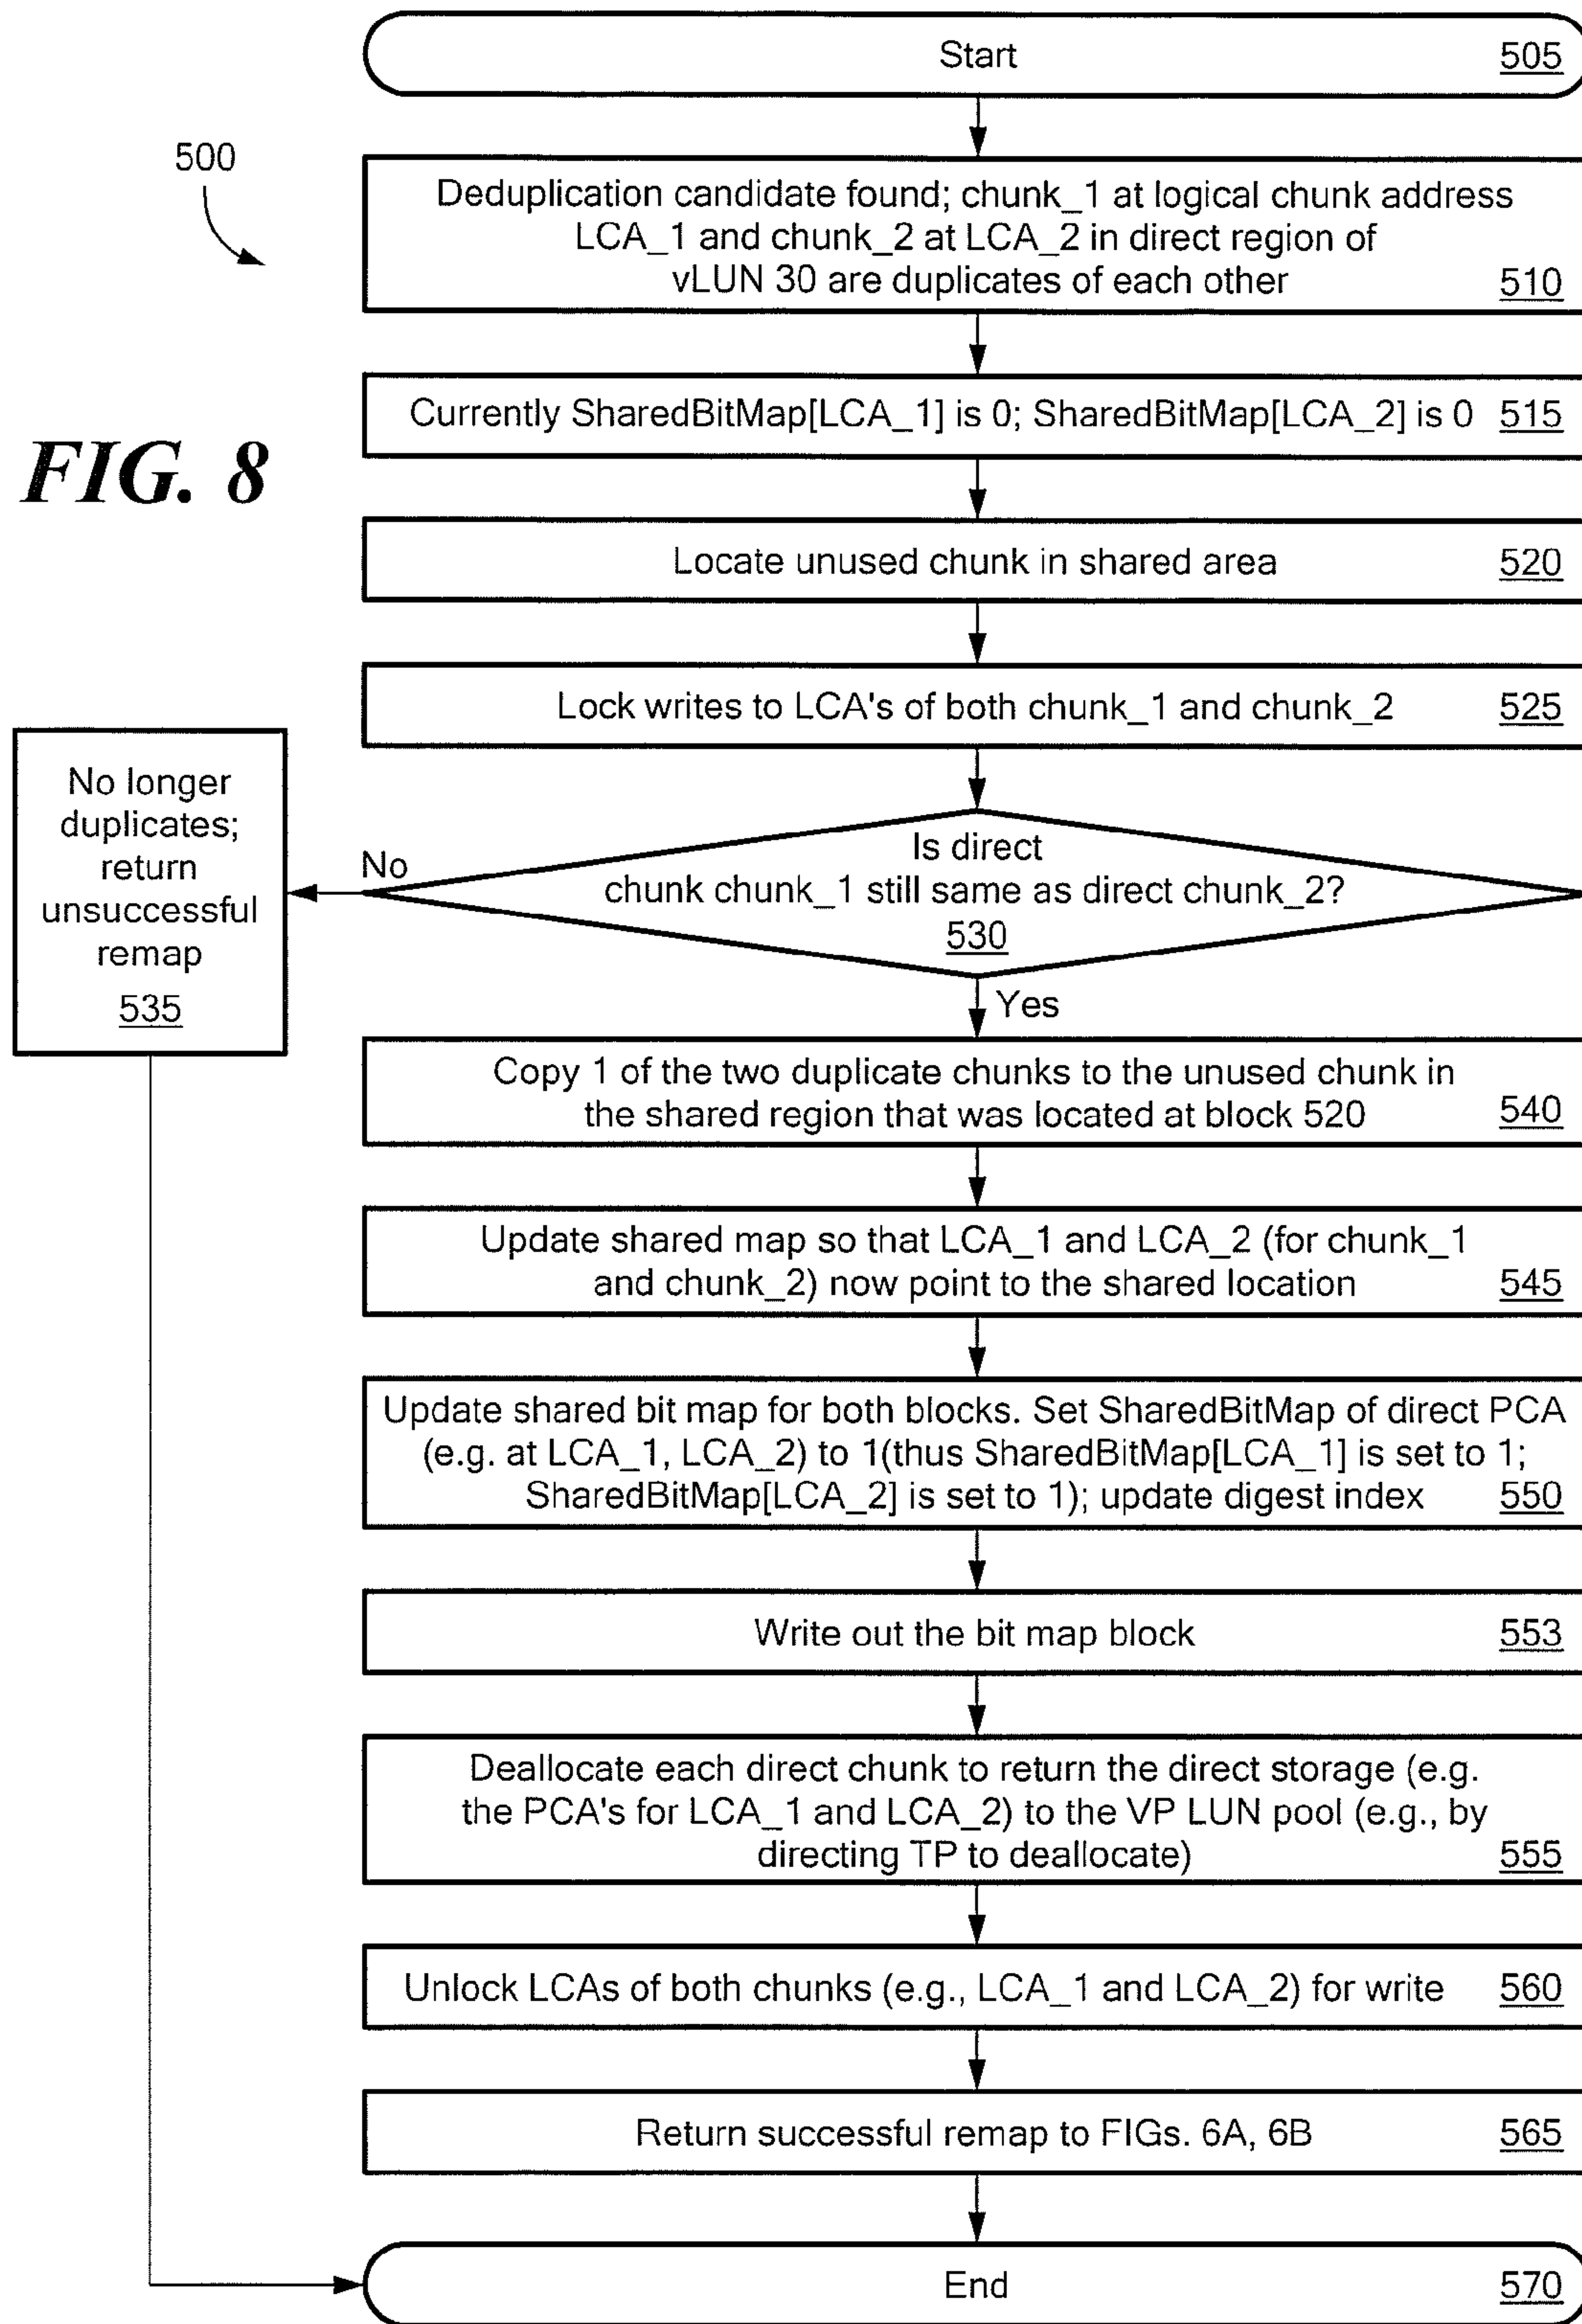 Start 505
500
Deduplication candidate found; chunk_1 at logical chunk address
LCA_1 and chunk_2 at LCA_2 in direct region of
vLUN 30 are duplicates of each other 510
Currently SharedBitMap[LCA_1] is 0; SharedBitMap[LCA_2] is 0 515
FIG. 8
Locate unused chunk in shared area 520
Lock writes to LCA's of both chunk_1 and chunk_2 525
No longer
duplicates;
return
unsuccessful
remap
535
No
Is direct
chunk chunk_1 still same as direct chunk_2?
530
Yes
Copy 1 of the two duplicate chunks to the unused chunk in
the shared region that was located at block 520 540
Update shared map so that LCA_1 and LCA_2 (for chunk_1
and chunk_2) now point to the shared location 545
Update shared bit map for both blocks. Set SharedBitMap of direct PCA
(e.g. at LCA_1, LCA_2) to 1(thus SharedBitMap[LCA_1] is set to 1;
SharedBitMap[LCA_2] is set to 1); update digest index 550
Write out the bit map block 553
Deallocate each direct chunk to return the direct storage (e.g.
the PCA's for LCA_1 and LCA_2) to the VP LUN pool (e.g., by
directing TP to deallocate) 555
Unlock LCAs of both chunks (e.g., LCA_1 and LCA_2) for write 560
Return successful remap to FIGs. 6A, 6B 565
End 570